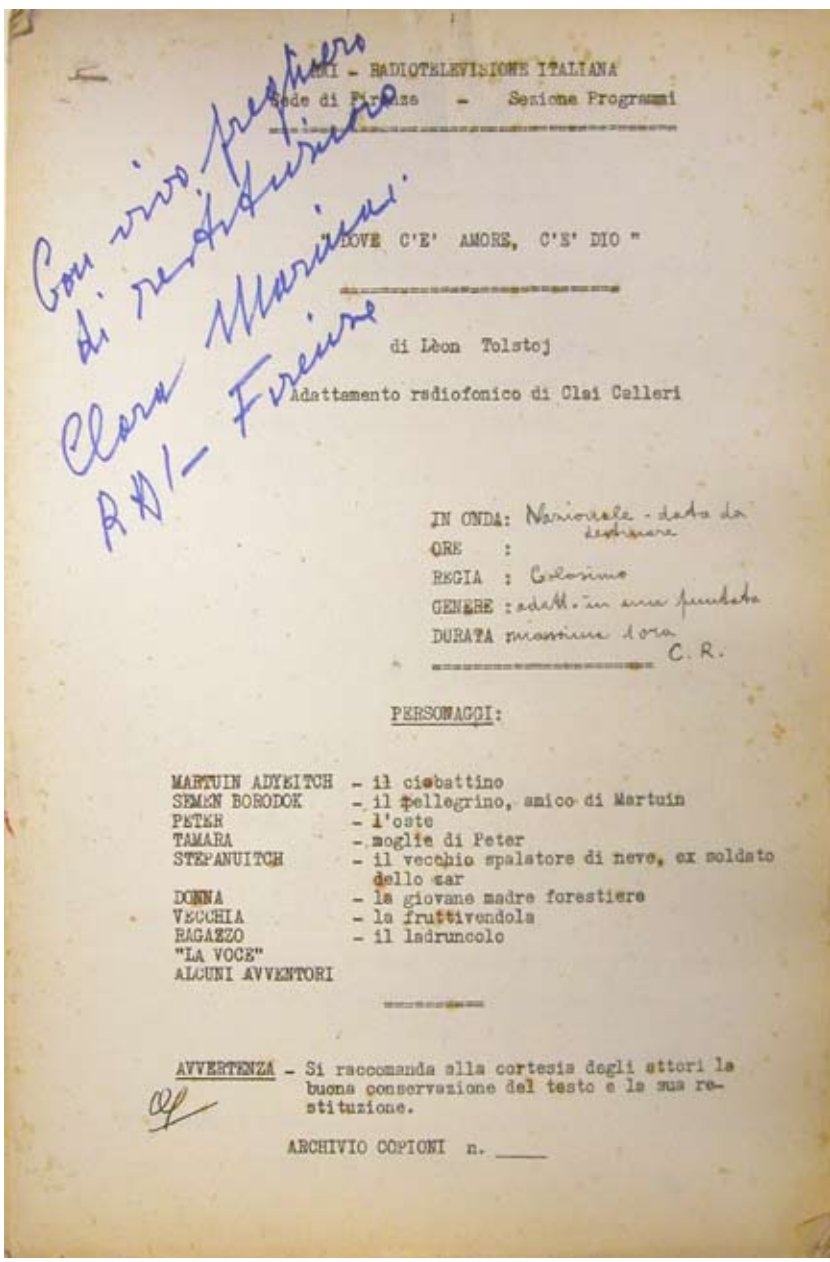 RAI - RADIOTELEVISIONE ITALIANA
Sede di Firenze - Sezione Programmi
Con vivo preghiera
di restituzione
Clara Marinai
RAI - Firenze
"DOVE C'E' AMORE, C'E' DIO"
di Lèon Tolstoj
Adattamento radiofonico di Clai Calleri
IN ONDA: Nazionale - data da
destinare
ORE :
REGIA : Colosimo
GENERE : adatt. in una puntata
DURATA massima 1 ora
C. R.
PERSONAGGI:
MARTUIN ADYEITCH - il ciabattino
SEMEN BORODOK - il pellegrino, amico di Martuin
PETER - l'oste
TAMARA - moglie di Peter
STEPANUITCH - il vecchio spalatore di neve, ex soldato
dello zar
DONNA - la giovane madre forestiera
VECCHIA - la fruttivendola
RAGAZZO - il ladruncolo
"LA VOCE"
ALCUNI AVVENTORI
AVVERTENZA - Si raccomanda alla cortesia degli attori la
buona conservazione del testo e la sua re-
stituzione.
ARCHIVIO COPIONI n. _____